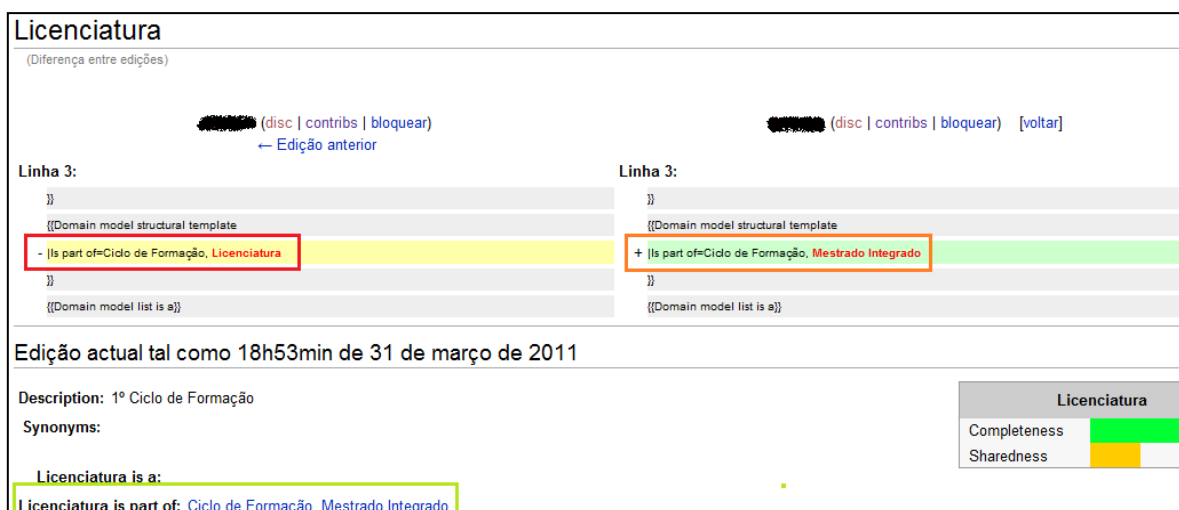 Licenciatura
(Diferença entre edições)
(disc | contribs | bloquear)
← Edição anterior
(disc | contribs | bloquear) [voltar]
Linha 3:
Linha 3:
}}
}}
{{Domain model structural template
{{Domain model structural template
- |Is part of=Ciclo de Formação, Licenciatura
+ |Is part of=Ciclo de Formação, Mestrado Integrado
}}
}}
{{Domain model list is a}}
{{Domain model list is a}}
Edição actual tal como 18h53min de 31 de março de 2011
Description: 1º Ciclo de Formação
Synonyms:
Licenciatura
Completeness
Sharedness
Licenciatura is a:
Licenciatura is part of: Ciclo de Formação, Mestrado Integrado